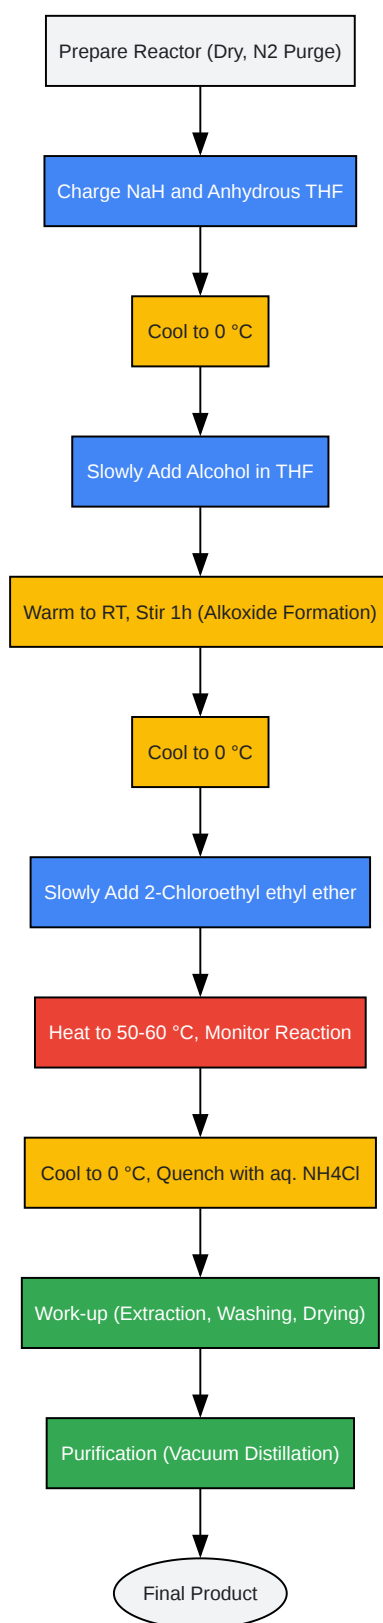 Prepare Reactor (Dry, N2 Purge)
Charge NaH and Anhydrous THF
Cool to 0 °C
Slowly Add Alcohol in THF
Warm to RT, Stir 1h (Alkoxide Formation)
Cool to 0 °C
Slowly Add 2-Chloroethyl ethyl ether
Heat to 50-60 °C, Monitor Reaction
Cool to 0 °C, Quench with aq. NH4Cl
Work-up (Extraction, Washing, Drying)
Purification (Vacuum Distillation)
Final Product